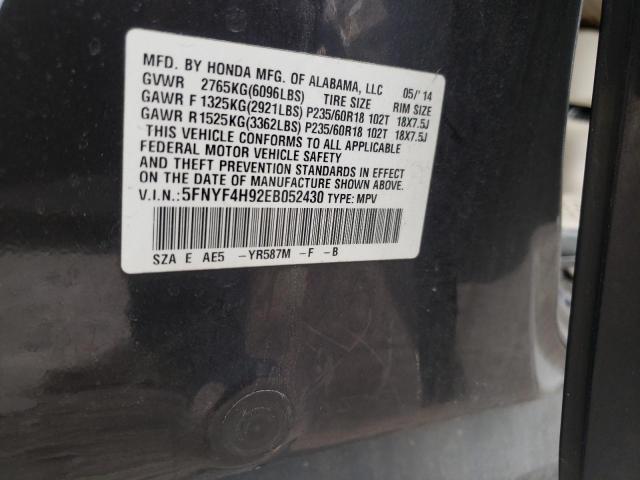 MFD. BY HONDA MFG. OF ALABAMA, LLC 05/'14
GVWR 2765KG(6096LBS) TIRE SIZE RIM SIZE
GAWR F 1325KG(2921LBS) P235/60R18 102T 18X7.5J
GAWR R1525KG(3362LBS) P235/60R18 102T 18X7.5J
THIS VEHICLE CONFORMS TO ALL APPLICABLE
FEDERAL MOTOR VEHICLE SAFETY
AND THEFT PREVENTION STANDARDS IN EFFECT
ON THE DATE OF MANUFACTURE SHOWN ABOVE.
V.I.N.:5FNYF4H92EB052430 TYPE: MPV
SZA E AE5 -YR587M -F -B